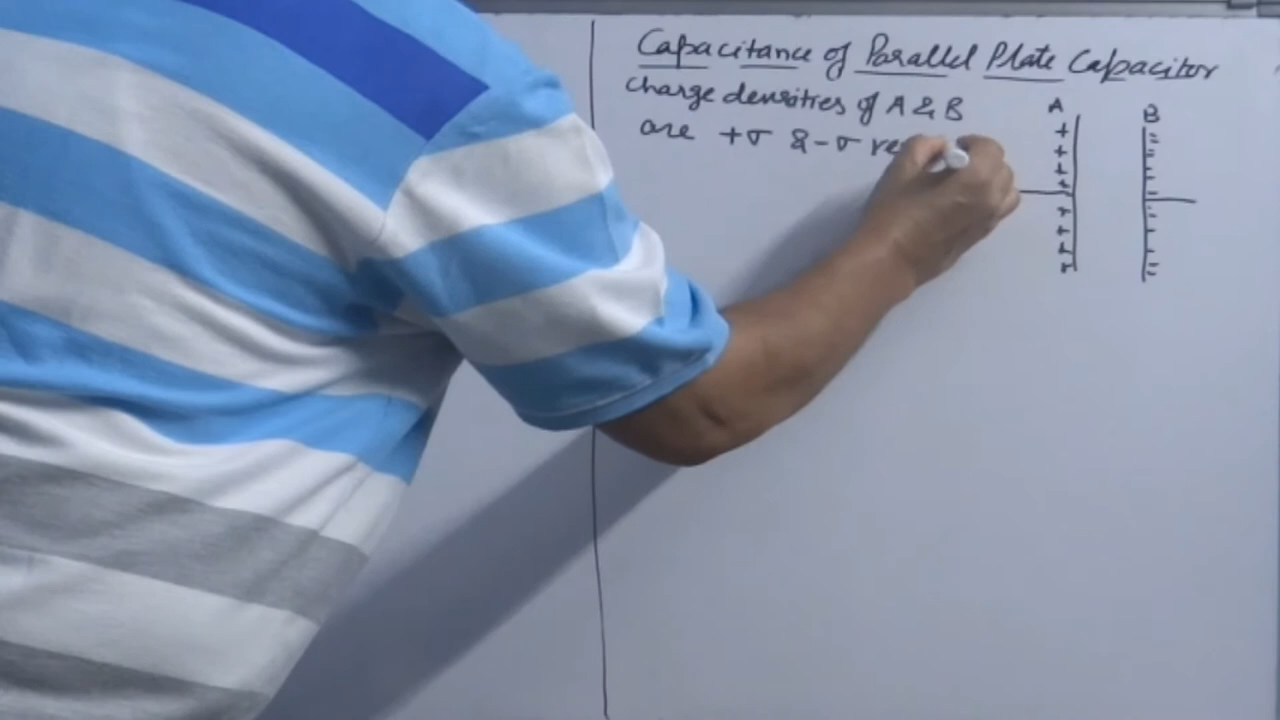 Capacitance of Parallel Plate Capacitor
Charge densities of A & B
are +σ & -σ
A
B